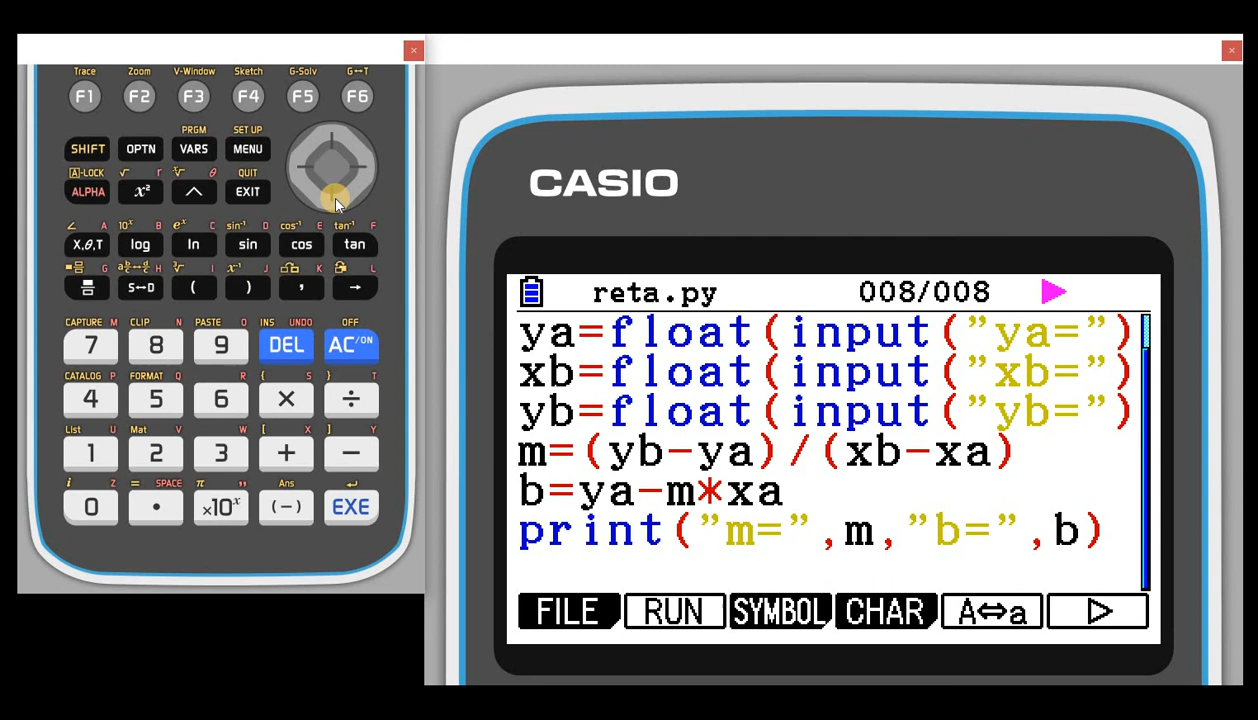 Trace Zoom V-Window Sketch G-Solv G↔T
F1 F2 F3 F4 F5 F6
PRGM SET UP
SHIFT OPTN VARS MENU
A-LOCK √ r θ QUIT
ALPHA x² ^ EXIT
∠ A 10ˣ B eˣ C sin⁻¹ D cos⁻¹ E tan⁻¹ F
X,θ,T log ln sin cos tan
G H ³√ I x⁻¹ J K L
S↔D ( ) , →
CAPTURE M CLIP N PASTE O INS UNDO OFF
7 8 9 DEL AC/ON
CATALOG P FORMAT Q R { S } T
4 5 6 × ÷
List U Mat V W [ X ] Y
1 2 3 + −
i Z = SPACE π " Ans ↵
0 • ×10ˣ (−) EXE
CASIO
reta.py 008/008
ya=float(input("ya=")
xb=float(input("xb=")
yb=float(input("yb=")
m=(yb-ya)/(xb-xa)
b=ya-m*xa
print("m=",m,"b=",b)
FILE RUN SYMBOL CHAR A⇔a ▷